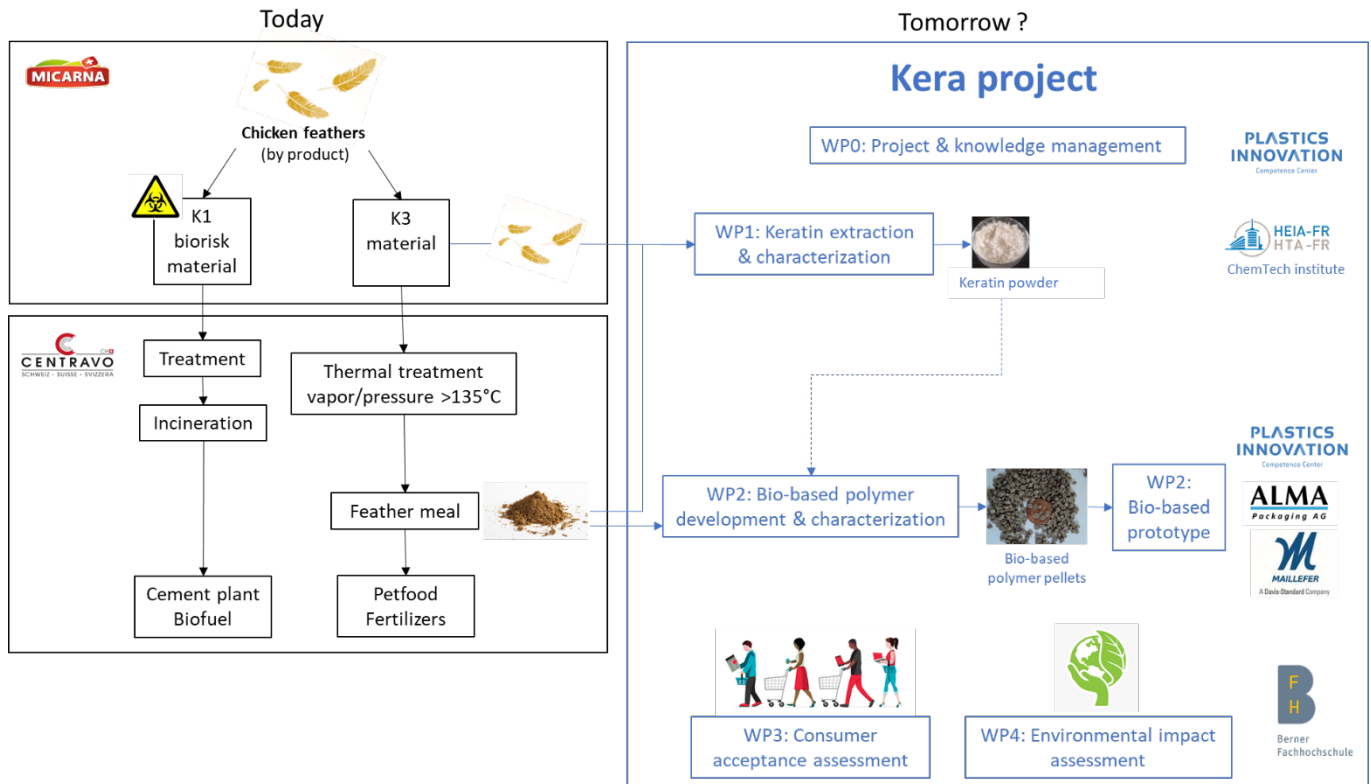 Today
Tomorrow ?
MICARNA
Chicken feathers
(by product)
K1
biorisk
material
K3
material
CENTRAVO
SCHWEIZ • SUISSE • SVIZZERA
Treatment
Incineration
Cement plant
Biofuel
Thermal treatment
vapor/pressure >135°C
Feather meal
Petfood
Fertilizers
Kera project
WP0: Project & knowledge management
PLASTICS
INNOVATION
Competence Center
WP1: Keratin extraction
& characterization
Keratin powder
HEIA-FR
HTA-FR
ChemTech institute
WP2: Bio-based polymer
development & characterization
Bio-based
polymer pellets
WP2:
Bio-based
prototype
PLASTICS
INNOVATION
Competence Center
ALMA
Packaging AG
MAILLEFER
A Davis-Standard Company
WP3: Consumer
acceptance assessment
WP4: Environmental impact
assessment
B
F
H
Berner
Fachhochschule